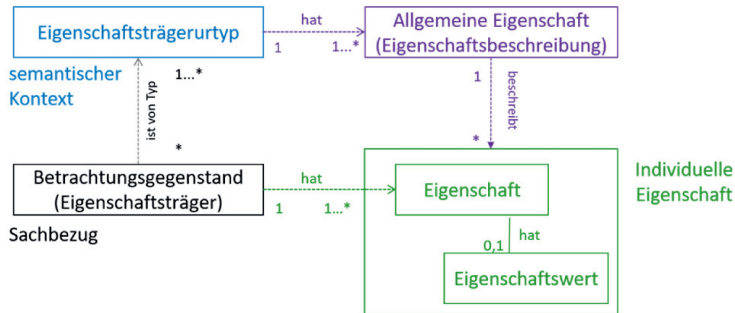 Eigenschaftsträgerurtyp
hat
1
1...*
Allgemeine Eigenschaft
(Eigenschaftsbeschreibung)
semantischer
Kontext
1...*
ist von Typ
*
1
beschreibt
*
Betrachtungsgegenstand
(Eigenschaftsträger)
hat
1
1...*
Sachbezug
Eigenschaft
Individuelle
Eigenschaft
0,1
hat
Eigenschaftswert